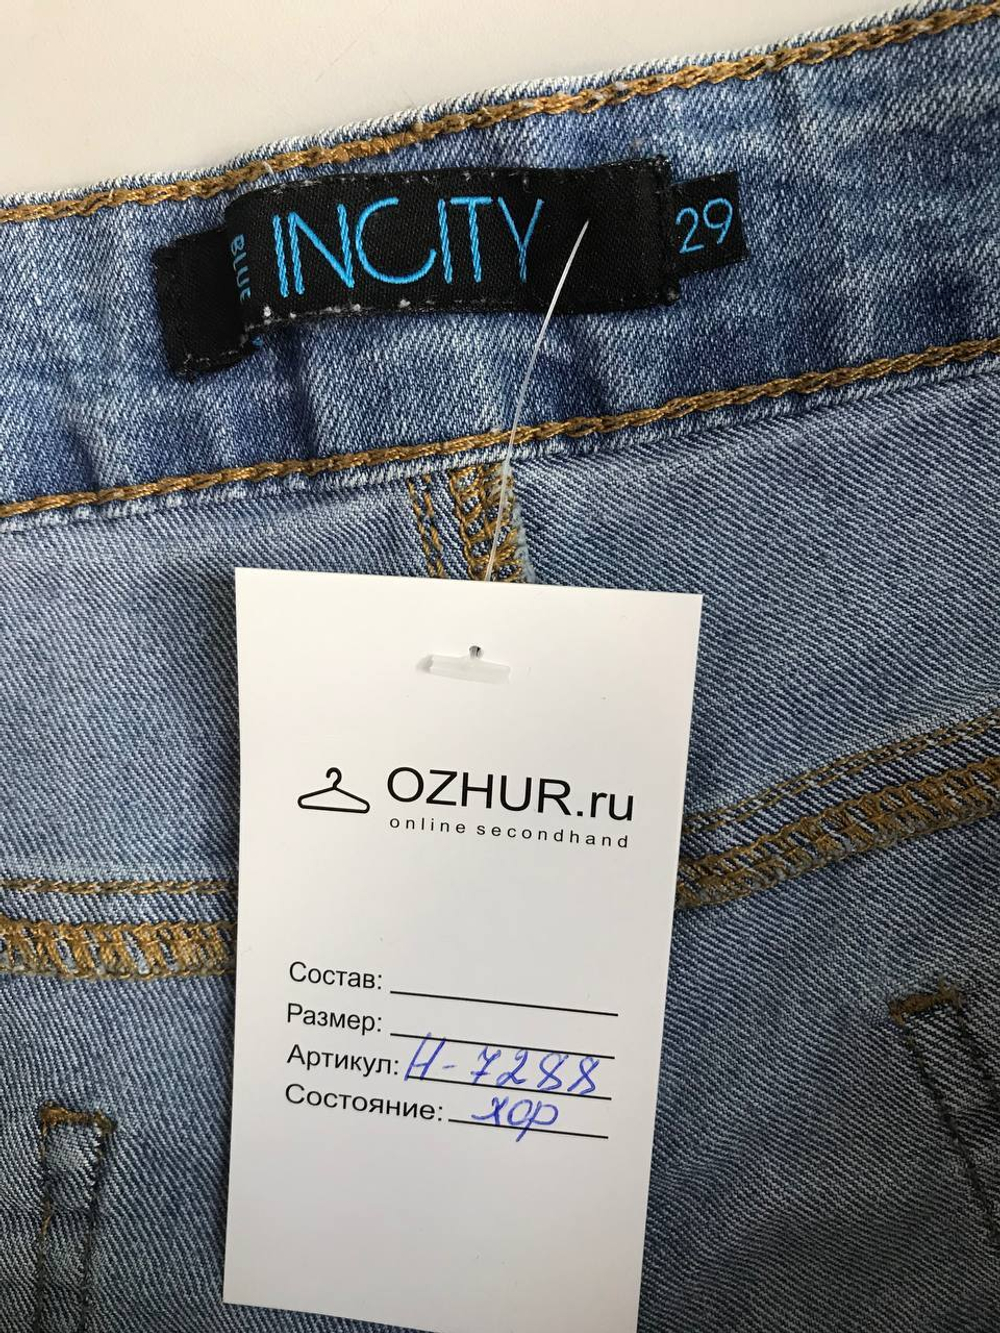 BLUE
INCITY
29
OZHUR.ru
online secondhand
Состав:
Размер:
Артикул: Н-7288
Состояние: хор